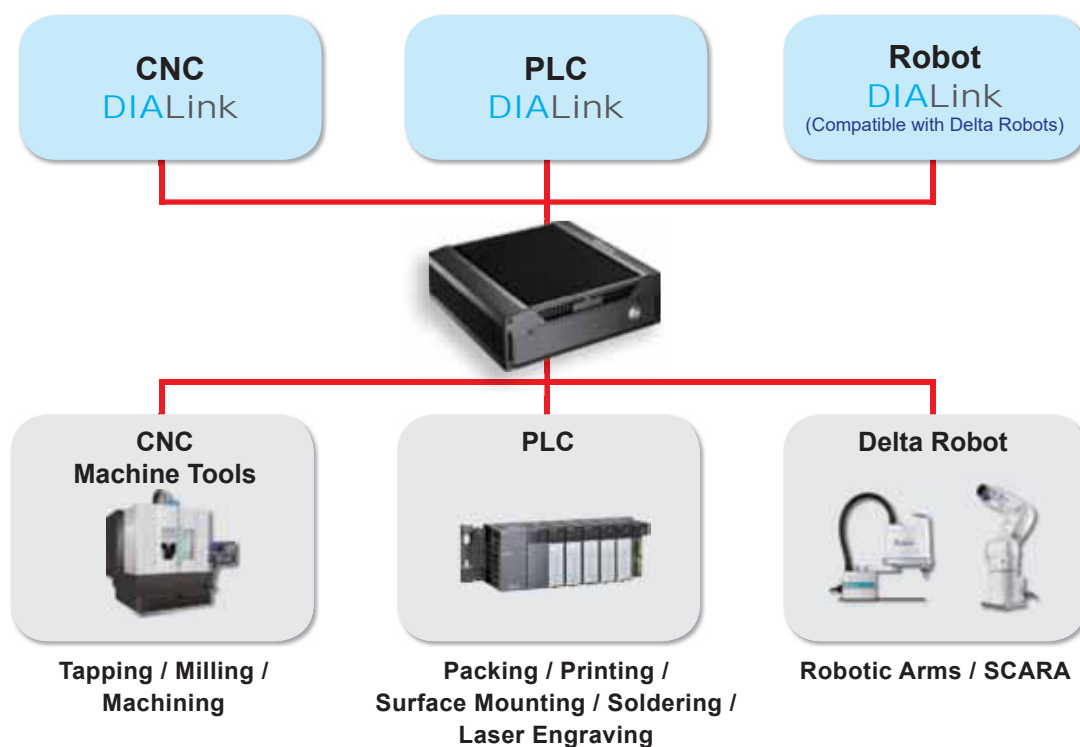 CNC
DIALink
PLC
DIALink
Robot
DIALink
(Compatible with Delta Robots)
CNC
Machine Tools
PLC
Delta Robot
Tapping / Milling /
Machining
Packing / Printing /
Surface Mounting / Soldering /
Laser Engraving
Robotic Arms / SCARA